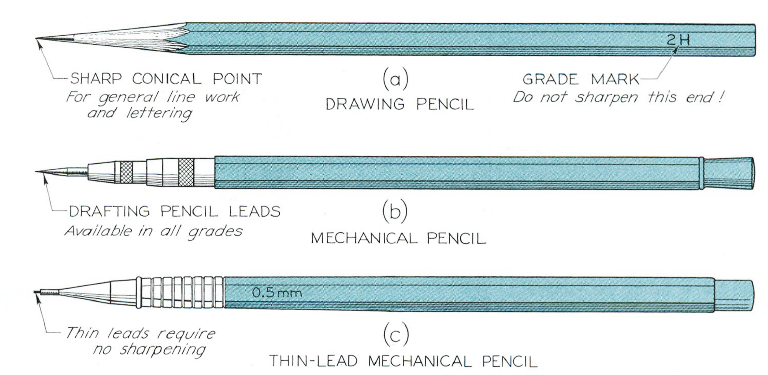 2H
SHARP CONICAL POINT
For general line work
and lettering
(a)
DRAWING PENCIL
GRADE MARK
Do not sharpen this end!
DRAFTING PENCIL LEADS
Available in all grades
(b)
MECHANICAL PENCIL
0.5mm
Thin leads require
no sharpening
(c)
THIN-LEAD MECHANICAL PENCIL